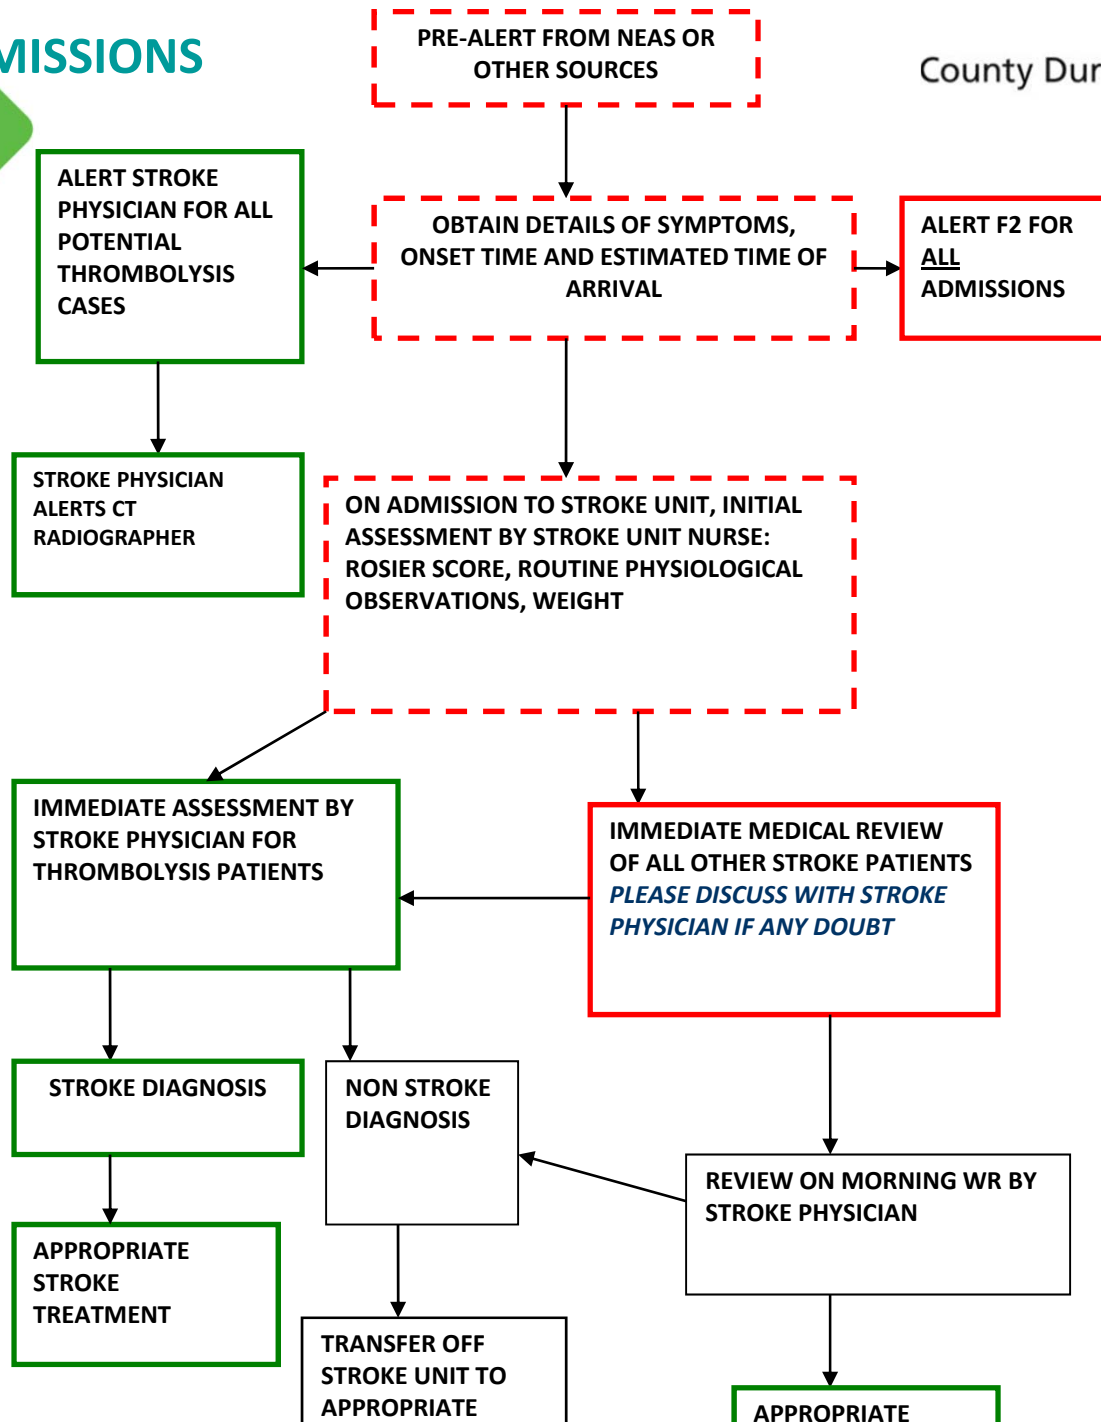 MISSIONS
County Dur
PRE-ALERT FROM NEAS OR
OTHER SOURCES
ALERT STROKE
PHYSICIAN FOR ALL
POTENTIAL
THROMBOLYSIS
CASES
OBTAIN DETAILS OF SYMPTOMS,
ONSET TIME AND ESTIMATED TIME OF
ARRIVAL
ALERT F2 FOR
ALL
ADMISSIONS
STROKE PHYSICIAN
ALERTS CT
RADIOGRAPHER
ON ADMISSION TO STROKE UNIT, INITIAL
ASSESSMENT BY STROKE UNIT NURSE:
ROSIER SCORE, ROUTINE PHYSIOLOGICAL
OBSERVATIONS, WEIGHT
IMMEDIATE ASSESSMENT BY
STROKE PHYSICIAN FOR
THROMBOLYSIS PATIENTS
IMMEDIATE MEDICAL REVIEW
OF ALL OTHER STROKE PATIENTS
PLEASE DISCUSS WITH STROKE
PHYSICIAN IF ANY DOUBT
STROKE DIAGNOSIS
NON STROKE
DIAGNOSIS
REVIEW ON MORNING WR BY
STROKE PHYSICIAN
APPROPRIATE
STROKE
TREATMENT
TRANSFER OFF
STROKE UNIT TO
APPROPRIATE
APPROPRIATE